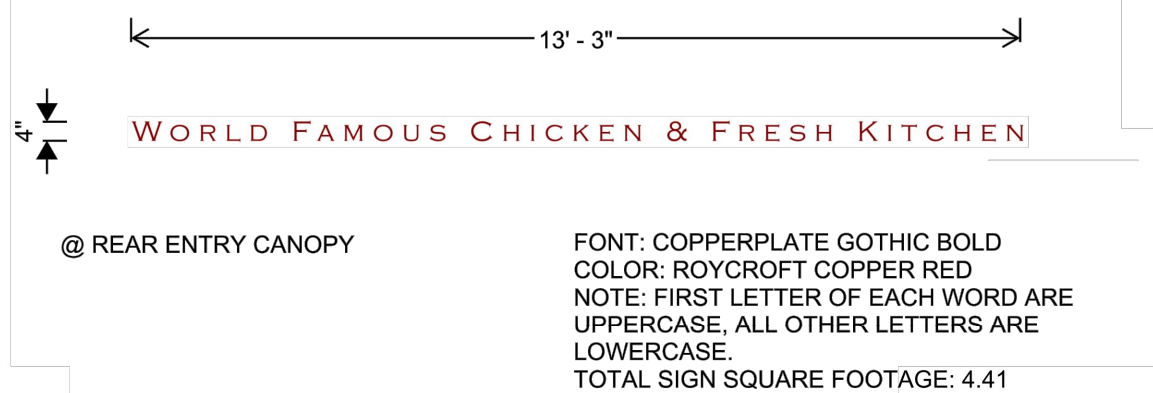 13' - 3"
4"
World Famous Chicken & Fresh Kitchen
@ REAR ENTRY CANOPY
FONT: COPPERPLATE GOTHIC BOLD
COLOR: ROYCROFT COPPER RED
NOTE: FIRST LETTER OF EACH WORD ARE
UPPERCASE, ALL OTHER LETTERS ARE
LOWERCASE.
TOTAL SIGN SQUARE FOOTAGE: 4.41